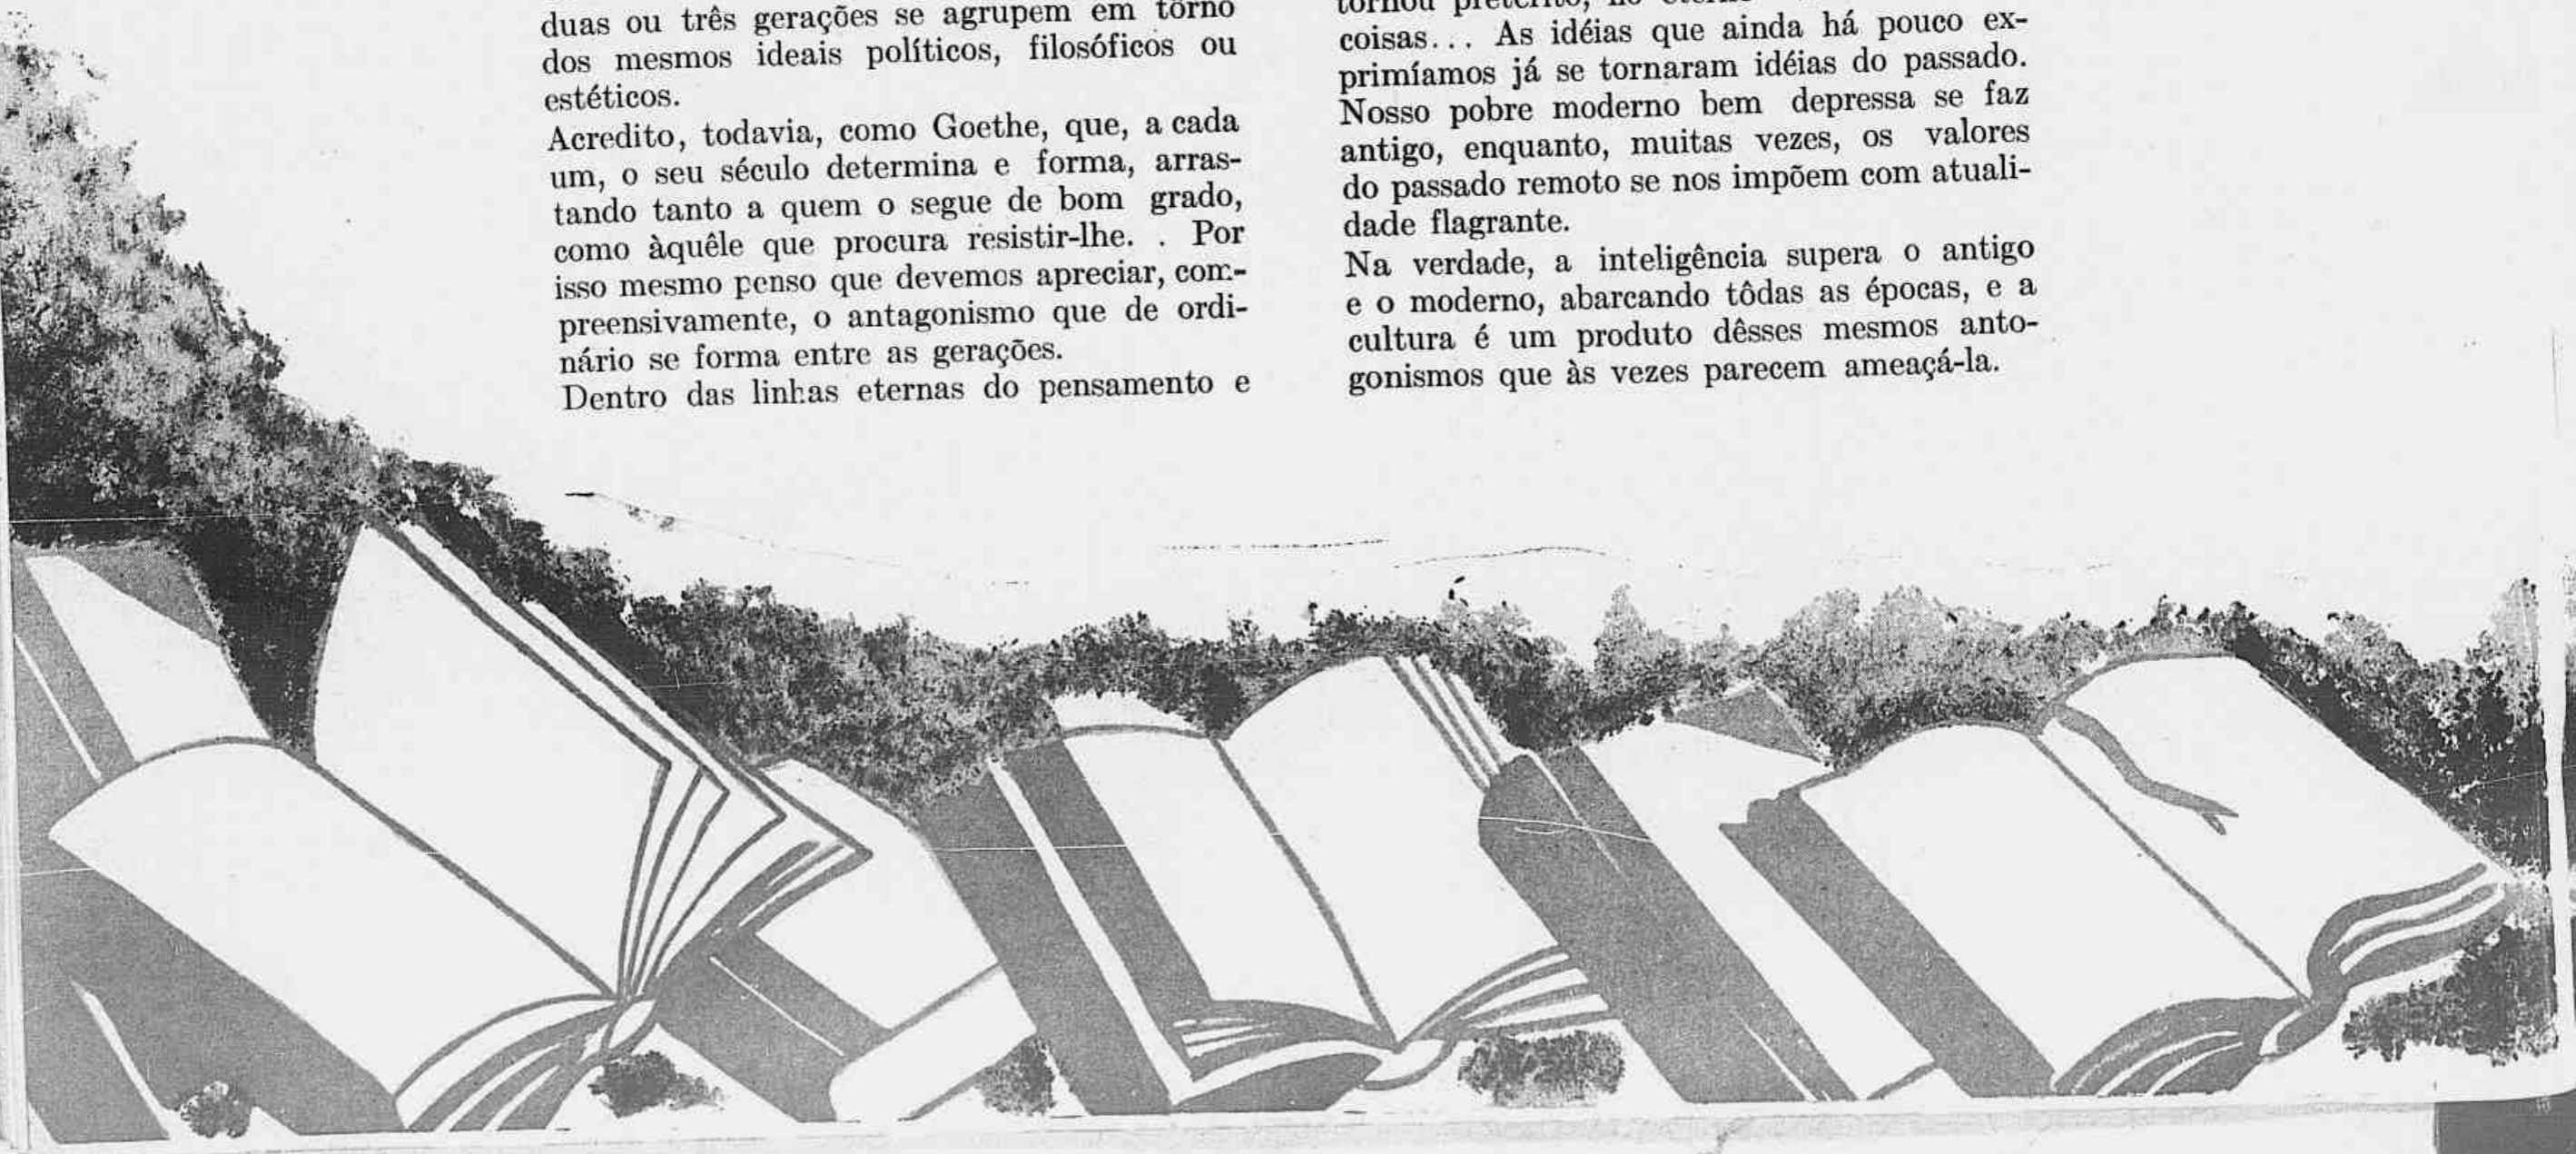 duas ou três gerações se agrupem em tôrno
dos mesmos ideais políticos, filosóficos ou
estéticos.
Acredito, todavia, como Goethe, que, a cada
um, o seu século determina e forma, arras-
tando tanto a quem o segue de bom grado,
como àquêle que procura resistir-lhe. . Por
isso mesmo penso que devemos apreciar, com-
preensivamente, o antagonismo que de ordi-
nário se forma entre as gerações.
Dentro das linhas eternas do pensamento e
tornou pretérito,
coisas... As idéias que ainda há pouco ex-
primíamos já se tornaram idéias do passado.
Nosso pobre moderno bem depressa se faz
antigo, enquanto, muitas vezes, os valores
do passado remoto se nos impõem com atuali-
dade flagrante.
Na verdade, a inteligência supera o antigo
e o moderno, abarcando tôdas as épocas, e a
cultura é um produto dêsses mesmos anto-
gonismos que às vezes parecem ameaçá-la.